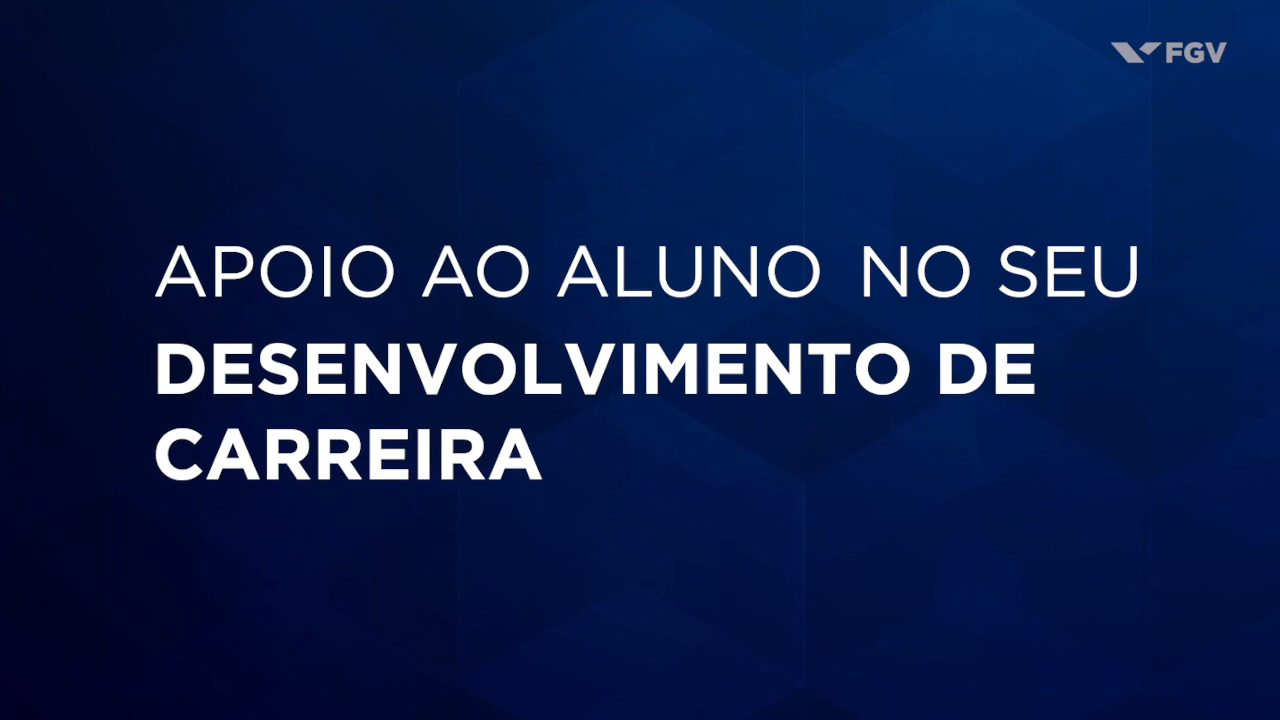 FGV
APOIO AO ALUNO NO SEU
DESENVOLVIMENTO DE
CARREIRA